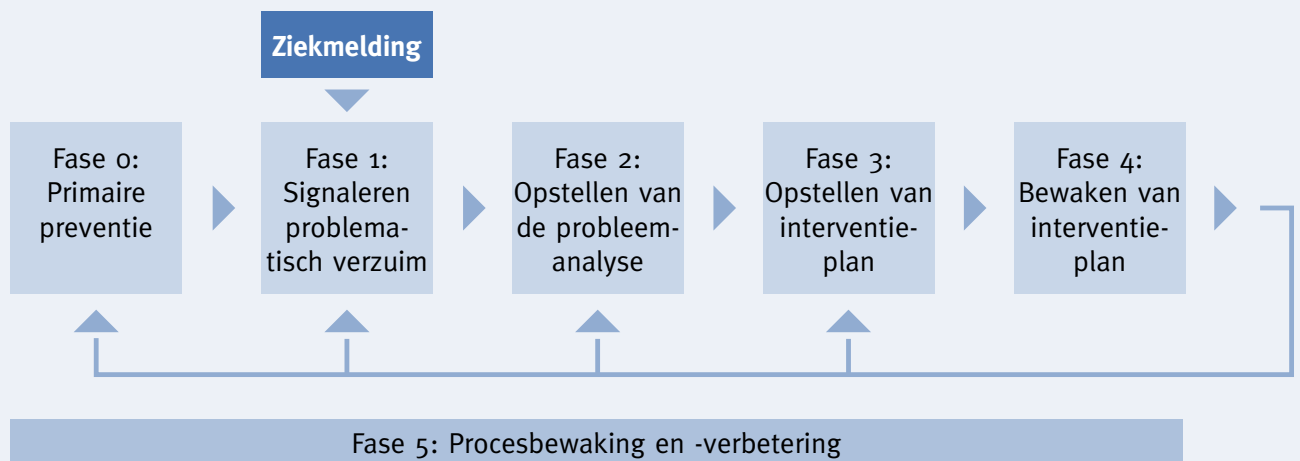 Ziekmelding
Fase 0:
Primaire
preventie
Fase 1:
Signaleren
problema-
tisch verzuim
Fase 2:
Opstellen van
de probleem-
analyse
Fase 3:
Opstellen van
interventie-
plan
Fase 4:
Bewaken van
interventie-
plan
Fase 5: Procesbewaking en -verbetering